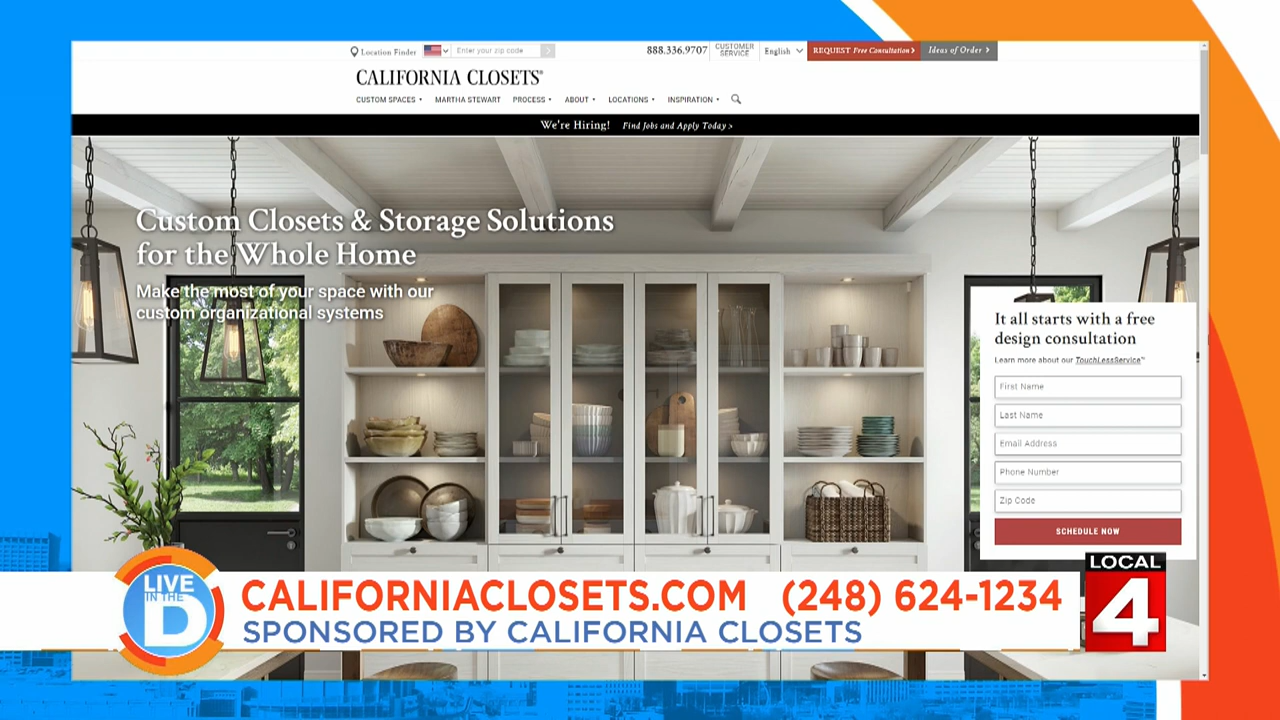 Location Finder
Enter your zip code
888.336.9707
CUSTOMER SERVICE
English
REQUEST Free Consultation >
Ideas of Order >
CALIFORNIA CLOSETS®
CUSTOM SPACES
MARTHA STEWART
PROCESS
ABOUT
LOCATIONS
INSPIRATION
We're Hiring! Find Jobs and Apply Today >
Custom Closets & Storage Solutions
for the Whole Home
Make the most of your space with our
custom organizational systems
It all starts with a free
design consultation
Learn more about our TouchLessService™
First Name
Last Name
Email Address
Phone Number
Zip Code
SCHEDULE NOW
LIVE
IN THE
D
CALIFORNIACLOSETS.COM (248) 624-1234
SPONSORED BY CALIFORNIA CLOSETS
LOCAL
4